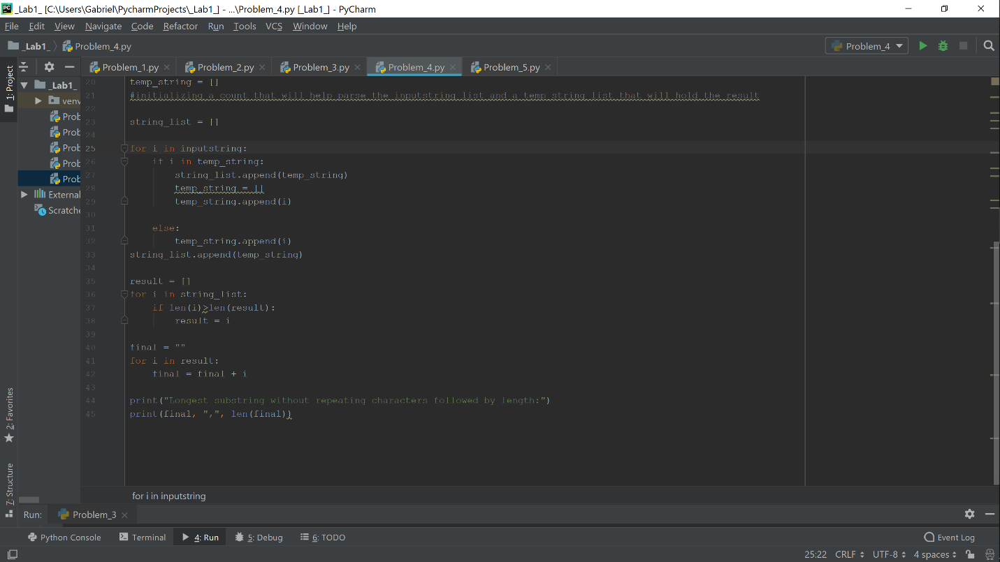 _Lab1_ [C:\Users\Gabriel\PycharmProjects\_Lab1_] - ...\Problem_4.py [_Lab1_] - PyCharm
File Edit View Navigate Code Refactor Run Tools VCS Window Help
_Lab1_ Problem_4.py Problem_4
1: Project
Problem_1.py Problem_2.py Problem_3.py Problem_4.py Problem_5.py
_Lab1_
venv
Prob
Prob
Prob
Prob
Prob
External
Scratche
20 temp_string = []
21 #initializing a count that will help parse the inputstring list and a temp string list that will hold the result
22
23 string_list = []
24
25 for i in inputstring:
26 if i in temp_string:
27 string_list.append(temp_string)
28 temp_string = []
29 temp_string.append(i)
30
31 else:
32 temp_string.append(i)
33 string_list.append(temp_string)
34
35 result = []
36 for i in string_list:
37 if len(i)>len(result):
38 result = i
39
40 final = ""
41 for i in result:
42 final = final + i
43
44 print("Longest substring without repeating characters followed by length:")
45 print(final, ",", len(final))
2: Favorites
7: Structure
for i in inputstring
Run: Problem_3
Python Console Terminal 4: Run 5: Debug 6: TODO Event Log
25:22 CRLF UTF-8 4 spaces